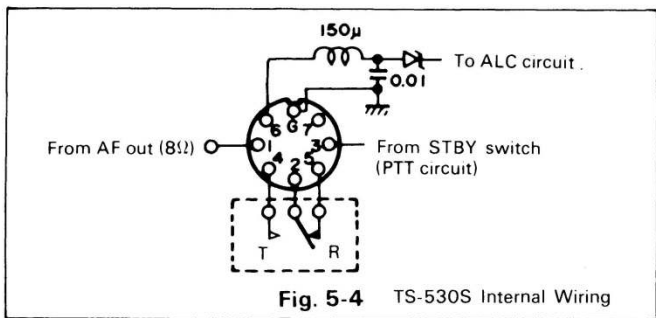 150μ
To ALC circuit.
0.01
G
6 7
From AF out (8Ω) 1 3 From STBY switch
(PTT circuit)
4 2 5
T R
Fig. 5-4 TS-530S Internal Wiring